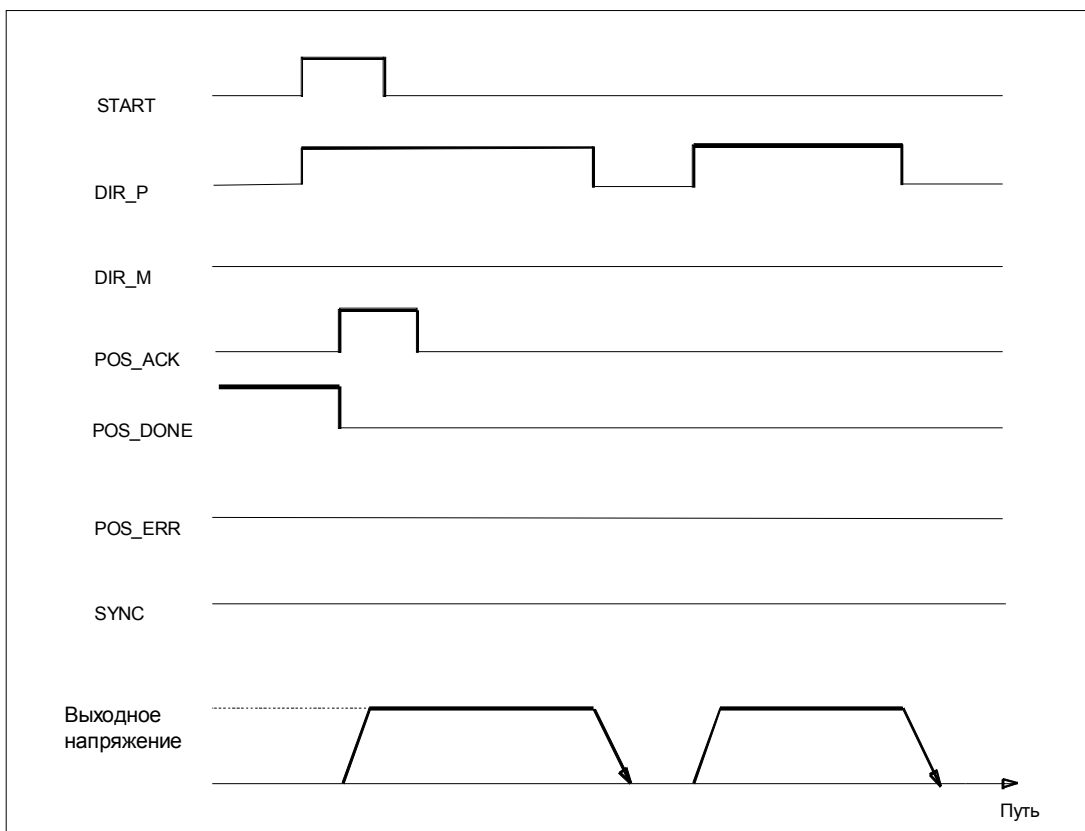 START
DIR_P
DIR_M
POS_ACK
POS_DONE
POS_ERR
SYNC
Выходное
напряжение
Путь